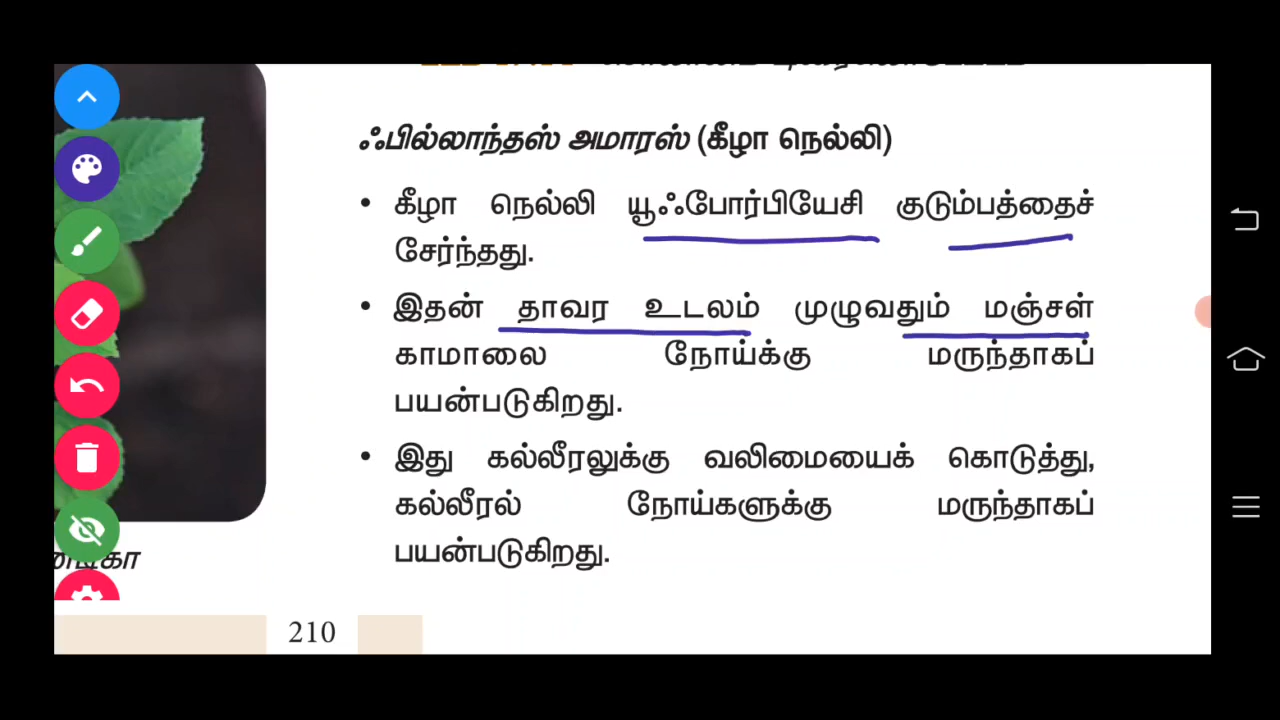 ஃபில்லாந்தஸ் அமாரஸ் (கீழா நெல்லி)
• கீழா நெல்லி யூஃபோர்பியேசி குடும்பத்தைச்
சேர்ந்தது.
• இதன் தாவர உடலம் முழுவதும் மஞ்சள்
காமாலை நோய்க்கு மருந்தாகப்
பயன்படுகிறது.
• இது கல்லீரலுக்கு வலிமையைக் கொடுத்து,
கல்லீரல் நோய்களுக்கு மருந்தாகப்
பயன்படுகிறது.
210